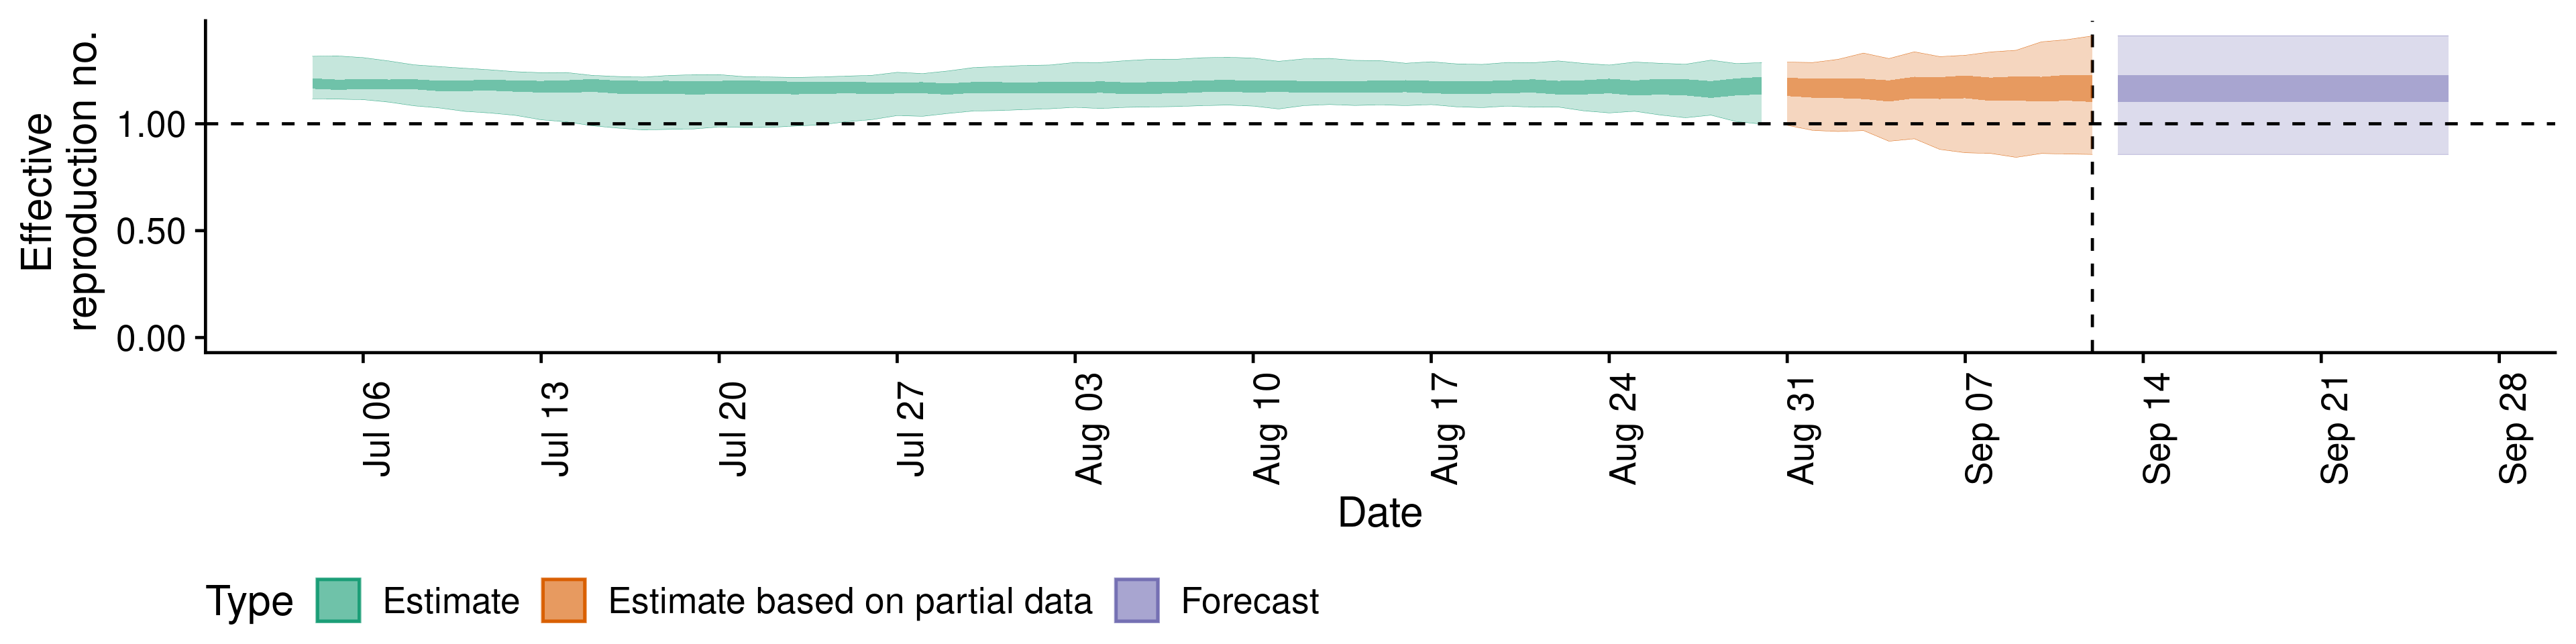 Effective
reproduction no.
1.00
0.50
0.00
Jul 06
Jul 13
Jul 20
Jul 27
Aug 03
Aug 10
Aug 17
Aug 24
Aug 31
Sep 07
Sep 14
Sep 21
Sep 28
Date
Type Estimate Estimate based on partial data Forecast